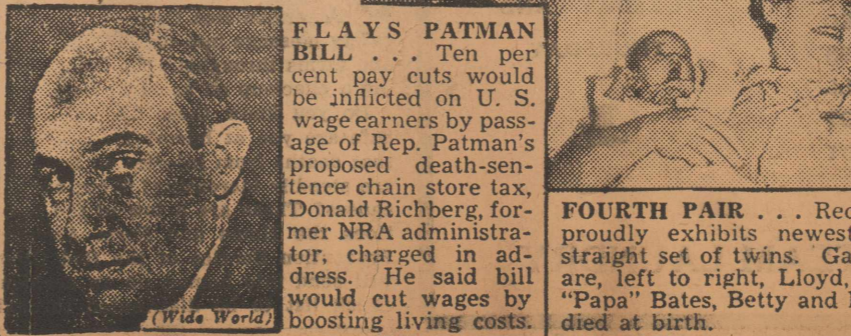 FLAYS PATMAN
BILL . . . Ten per
cent pay cuts would
be inflicted on U. S.
wage earners by pass-
age of Rep. Patman's
proposed death-sen-
tence chain store tax,
Donald Richberg, for-
mer NRA administra-
tor, charged in ad-
dress. He said bill
would cut wages by
boosting living costs.
(Wide World)
FOURTH PAIR . . .
proudly exhibits newest
straight set of twins.
are, left to right, Lloyd,
"Papa" Bates, Betty and
died at birth.